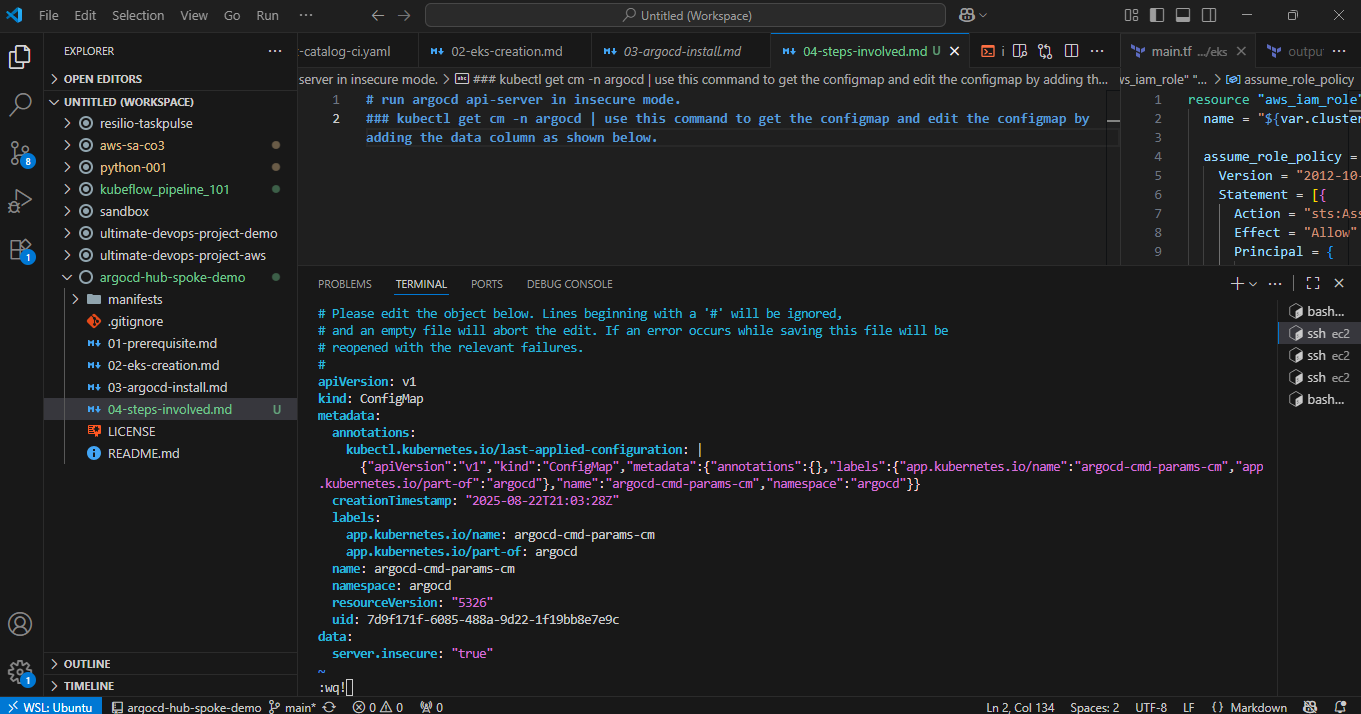 File Edit Selection View Go Run ··· Untitled (Workspace)
EXPLORER
OPEN EDITORS
UNTITLED (WORKSPACE)
resilio-taskpulse
aws-sa-co3
python-001
kubeflow_pipeline_101
sandbox
ultimate-devops-project-demo
ultimate-devops-project-aws
argocd-hub-spoke-demo
manifests
.gitignore
01-prerequisite.md
02-eks-creation.md
03-argocd-install.md
04-steps-involved.md U
LICENSE
README.md
OUTLINE
TIMELINE
8
1
1
-catalog-ci.yaml 02-eks-creation.md 03-argocd-install.md 04-steps-involved.md U
server in insecure mode. > ### kubectl get cm -n argocd | use this command to get the configmap and edit the configmap by adding th...
1 # run argocd api-server in insecure mode.
2 ### kubectl get cm -n argocd | use this command to get the configmap and edit the configmap by
adding the data column as shown below.
main.tf .../eks outpu
ws_iam_role" "... > assume_role_policy
1 resource "aws_iam_role"
2 name = "${var.cluster
3
4 assume_role_policy =
5 Version = "2012-10-
6 Statement = [{
7 Action = "sts:Ass
8 Effect = "Allow"
9 Principal = {
PROBLEMS TERMINAL PORTS DEBUG CONSOLE
# Please edit the object below. Lines beginning with a '#' will be ignored,
# and an empty file will abort the edit. If an error occurs while saving this file will be
# reopened with the relevant failures.
#
apiVersion: v1
kind: ConfigMap
metadata:
annotations:
kubectl.kubernetes.io/last-applied-configuration: |
{"apiVersion":"v1","kind":"ConfigMap","metadata":{"annotations":{},"labels":{"app.kubernetes.io/name":"argocd-cmd-params-cm","app
.kubernetes.io/part-of":"argocd"},"name":"argocd-cmd-params-cm","namespace":"argocd"}}
creationTimestamp: "2025-08-22T21:03:28Z"
labels:
app.kubernetes.io/name: argocd-cmd-params-cm
app.kubernetes.io/part-of: argocd
name: argocd-cmd-params-cm
namespace: argocd
resourceVersion: "5326"
uid: 7d9f171f-6085-488a-9d22-1f19bb8e7e9c
data:
server.insecure: "true"
~
:wq!
bash...
ssh ec2
ssh ec2
ssh ec2
bash...
WSL: Ubuntu argocd-hub-spoke-demo main* 0 0 0 Ln 2, Col 134 Spaces: 2 UTF-8 LF {} Markdown